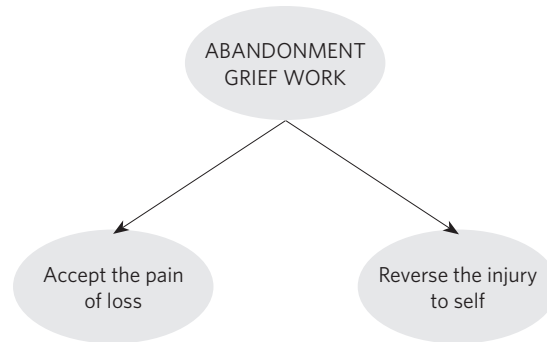 ABANDONMENT
GRIEF WORK
Accept the pain
of loss
Reverse the injury
to self